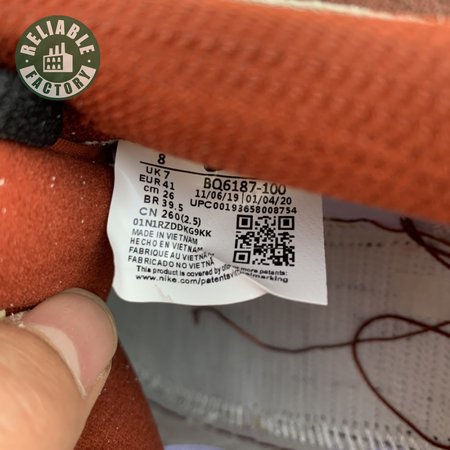 RELIABLE
FACTORY
8
UK 7
EUR 41
cm 26
BR 39.5
CN 260(2.5)
BQ6187-100
11/06/19 01/04/20
UPC00193658008754
01N1RZDDKG9KK
MADE IN VIETNAM
HECHO EN VIETNAM
FABRIQUE AU VIETNAM
FABRICADO NO VIETNA
This product is covered by
www.nike.com/patents
marking